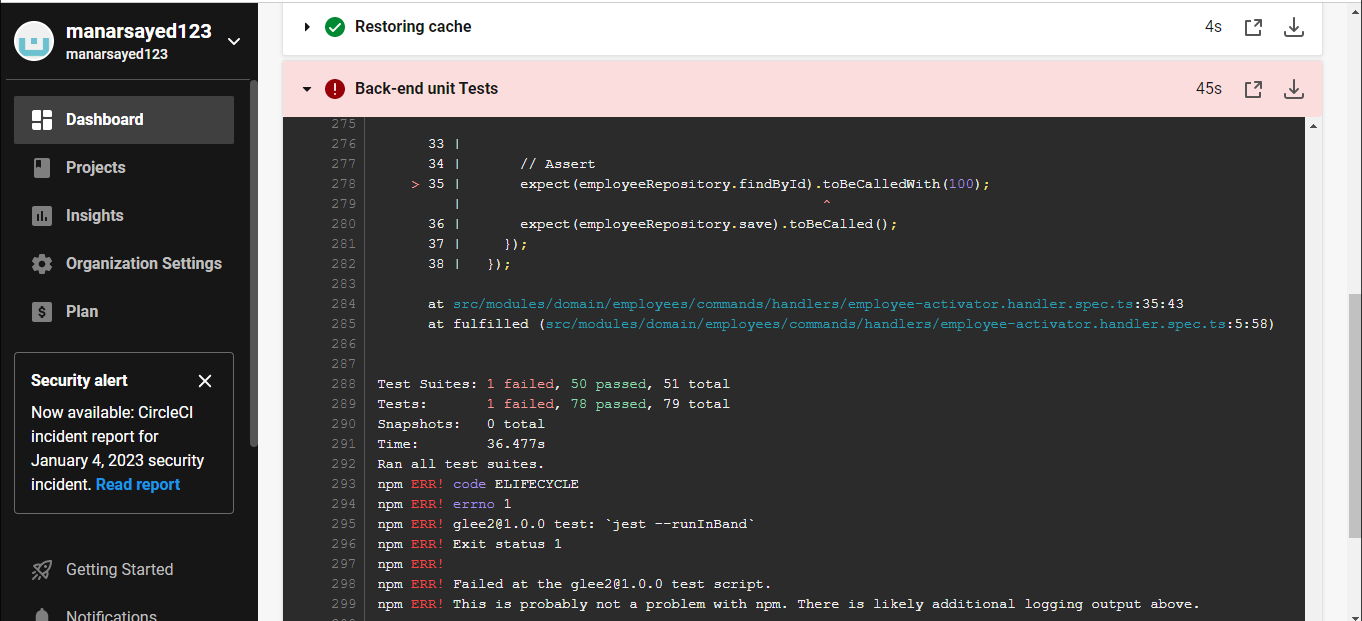 manarsayed123
manarsayed123
Dashboard
Projects
Insights
Organization Settings
Plan
Security alert
Now available: CircleCI
incident report for
January 4, 2023 security
incident. Read report
Getting Started
Notifications
Restoring cache 4s
Back-end unit Tests 45s
275
276 33 |
277 34 | // Assert
278 > 35 | expect(employeeRepository.findById).toBeCalledWith(100);
279 | ^
280 36 | expect(employeeRepository.save).toBeCalled();
281 37 | });
282 38 | });
283
284 at src/modules/domain/employees/commands/handlers/employee-activator.handler.spec.ts:35:43
285 at fulfilled (src/modules/domain/employees/commands/handlers/employee-activator.handler.spec.ts:5:58)
286
287
288 Test Suites: 1 failed, 50 passed, 51 total
289 Tests: 1 failed, 78 passed, 79 total
290 Snapshots: 0 total
291 Time: 36.477s
292 Ran all test suites.
293 npm ERR! code ELIFECYCLE
294 npm ERR! errno 1
295 npm ERR! glee2@1.0.0 test: `jest --runInBand`
296 npm ERR! Exit status 1
297 npm ERR!
298 npm ERR! Failed at the glee2@1.0.0 test script.
299 npm ERR! This is probably not a problem with npm. There is likely additional logging output above.